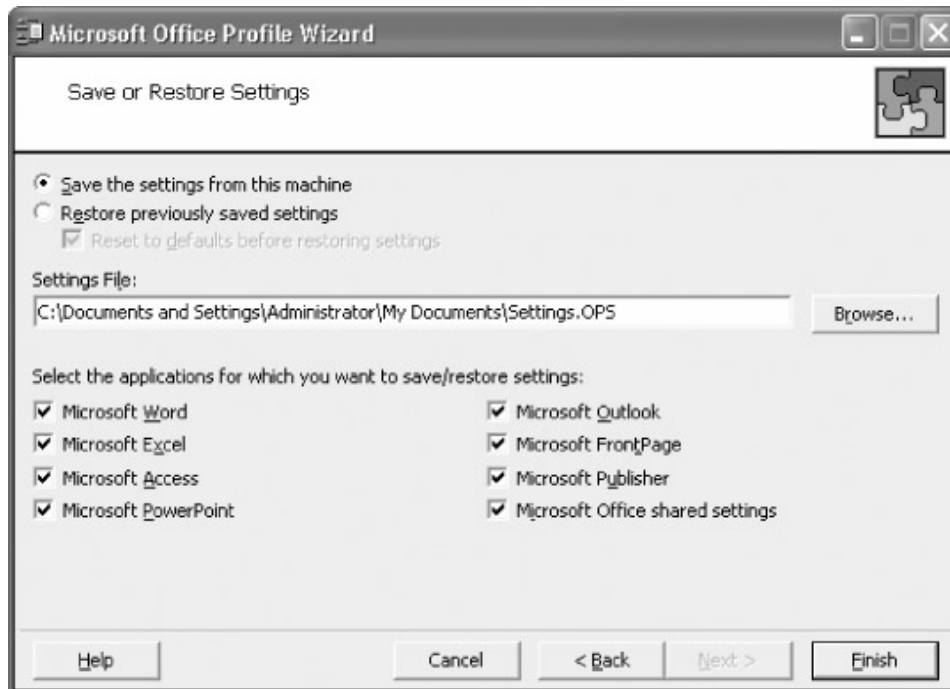 Microsoft Office Profile Wizard
Save or Restore Settings
Save the settings from this machine
Restore previously saved settings
Reset to defaults before restoring settings
Settings File:
C:\Documents and Settings\Administrator\My Documents\Settings.OPS
Browse...
Select the applications for which you want to save/restore settings:
Microsoft Word
Microsoft Outlook
Microsoft Excel
Microsoft FrontPage
Microsoft Access
Microsoft Publisher
Microsoft PowerPoint
Microsoft Office shared settings
Help
Cancel
< Back
Next >
Finish